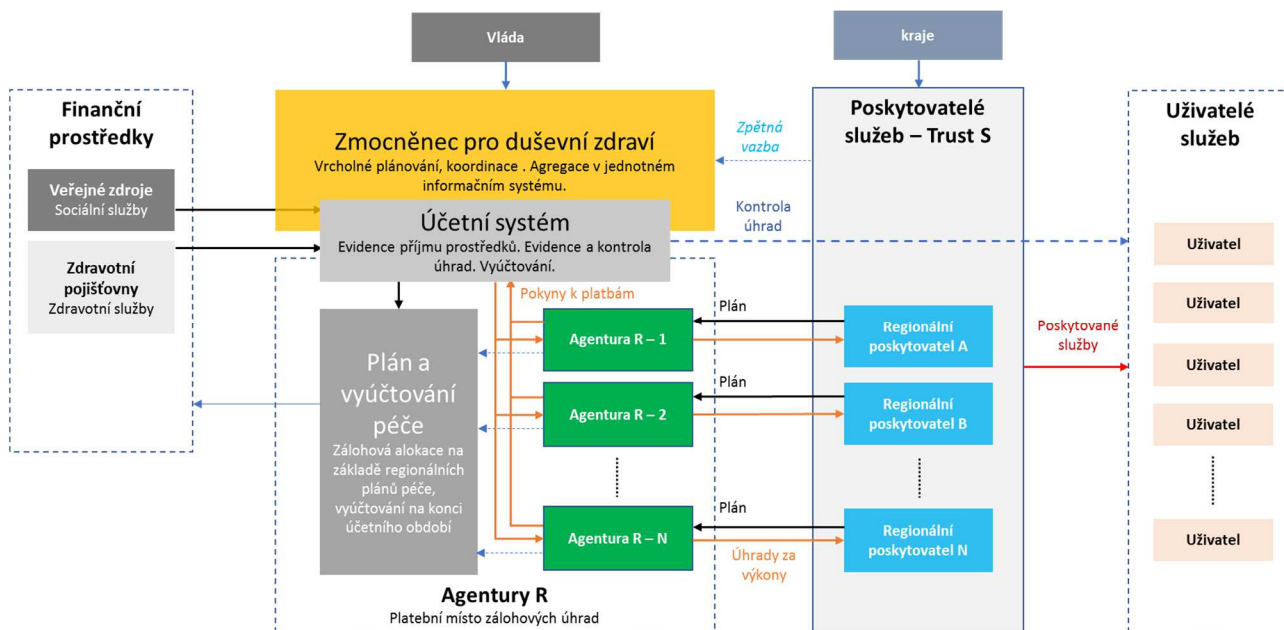 Vláda
kraje
Finanční
prostředky
Veřejné zdroje
Sociální služby
Zdravotní
pojišťovny
Zdravotní služby
Zmocněnec pro duševní zdraví
Vrcholné plánování, koordinace . Agregace v jednotném
informačním systému.
Účetní systém
Evidence příjmu prostředků. Evidence a kontrola
úhrad. Vyúčtování.
Zpětná
vazba
Kontrola
úhrad
Poskytovatelé
služeb – Trust S
Uživatelé
služeb
Pokyny k platbám
Plán a
vyúčtování
péče
Zálohová alokace na
základě regionálních
plánů péče,
vyúčtování na konci
účetního období
Agentura R – 1
Agentura R – 2
Agentura R – N
Plán
Plán
Plán
Úhrady za
výkony
Regionální
poskytovatel A
Regionální
poskytovatel B
Regionální
poskytovatel N
Poskytované
služby
Uživatel
Uživatel
Uživatel
Uživatel
Uživatel
Agentury R
Platební místo zálohových úhrad